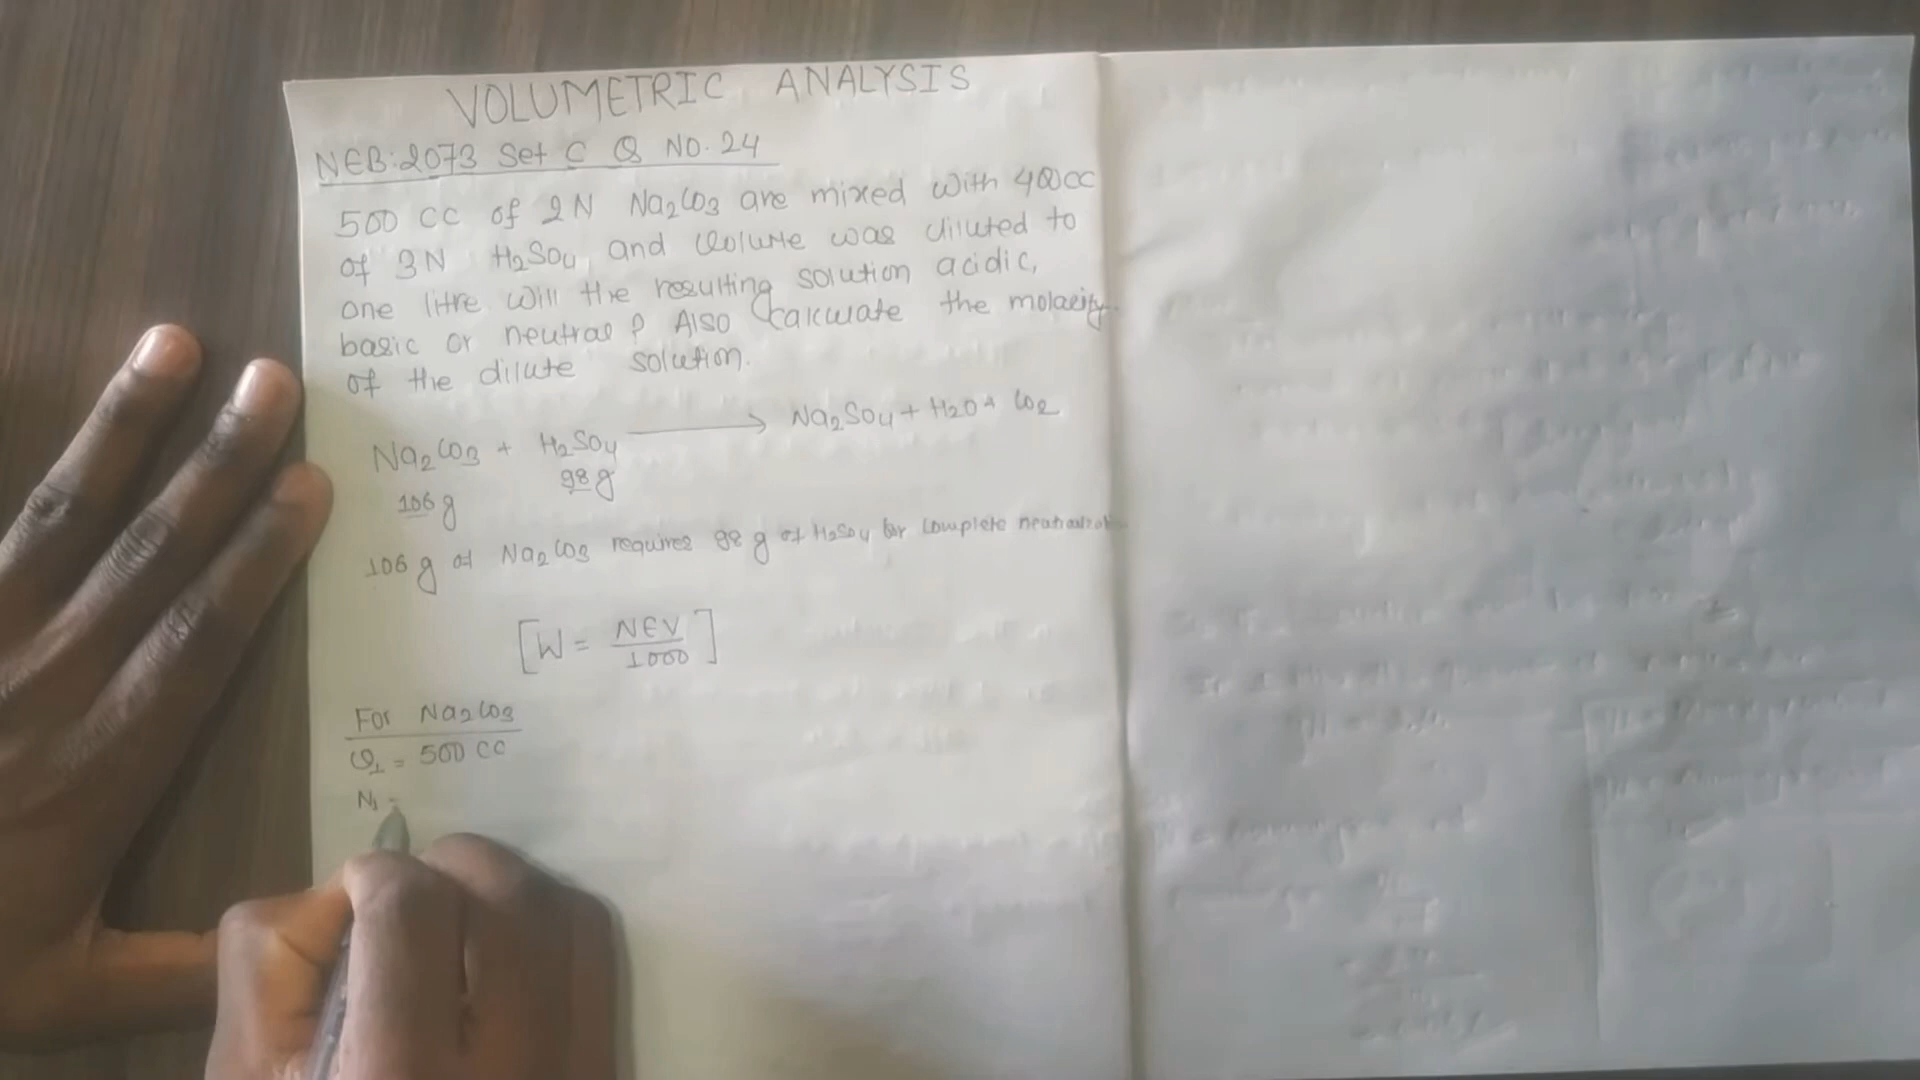 VOLUMETRIC ANALYSIS
NEB:2073 Set C Q NO.24
500 cc of 2N Na2CO3 are mixed with 400cc
of 3N H2SO4 and volume was diluted to
one litre will the resulting solution acidic,
basic or neutral? Also calculate the molarity
of the dilute solution.
Na2CO3 + H2SO4 → Na2SO4 + H2O + CO2
106 g 98 g
106 g of Na2CO3 requires 98 g of H2SO4 for complete
[W = NEV/1000]
For Na2CO3
V1 = 500 cc
N1 =